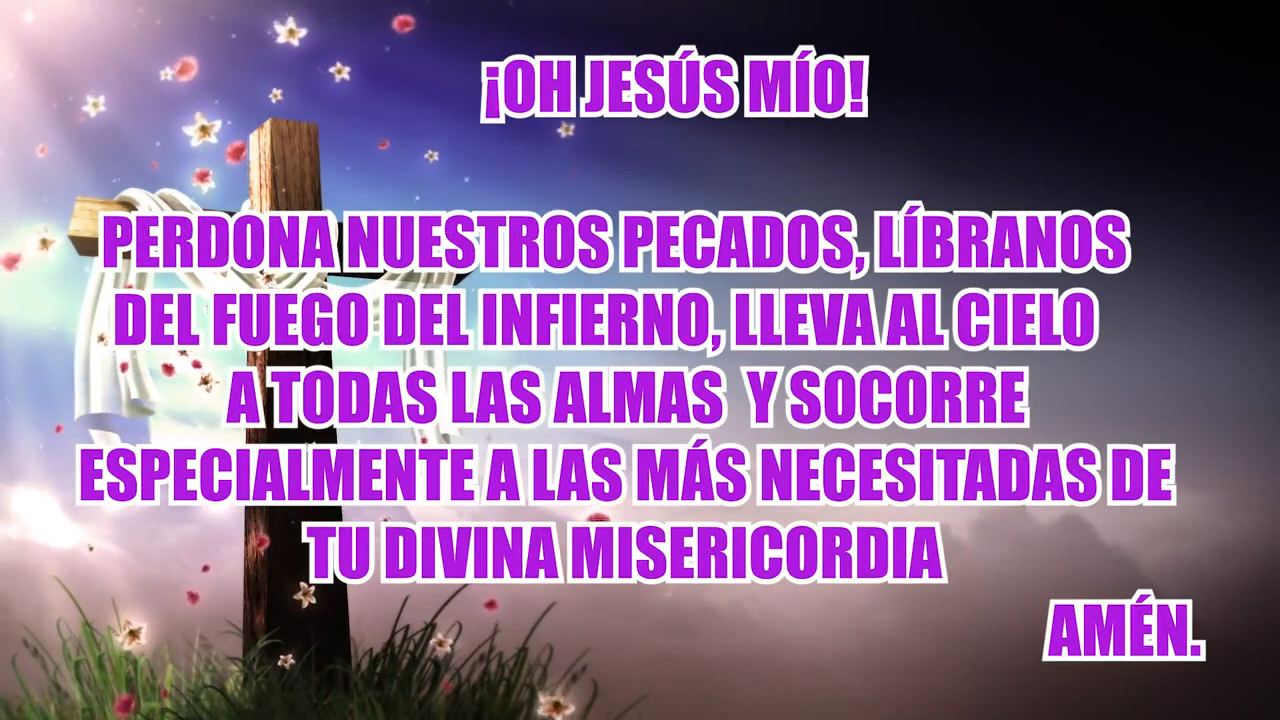 ¡OH JESÚS MÍO!
PERDONA NUESTROS PECADOS, LÍBRANOS
DEL FUEGO DEL INFIERNO, LLEVA AL CIELO
A TODAS LAS ALMAS Y SOCORRE
ESPECIALMENTE A LAS MÁS NECESITADAS DE
TU DIVINA MISERICORDIA
AMÉN.